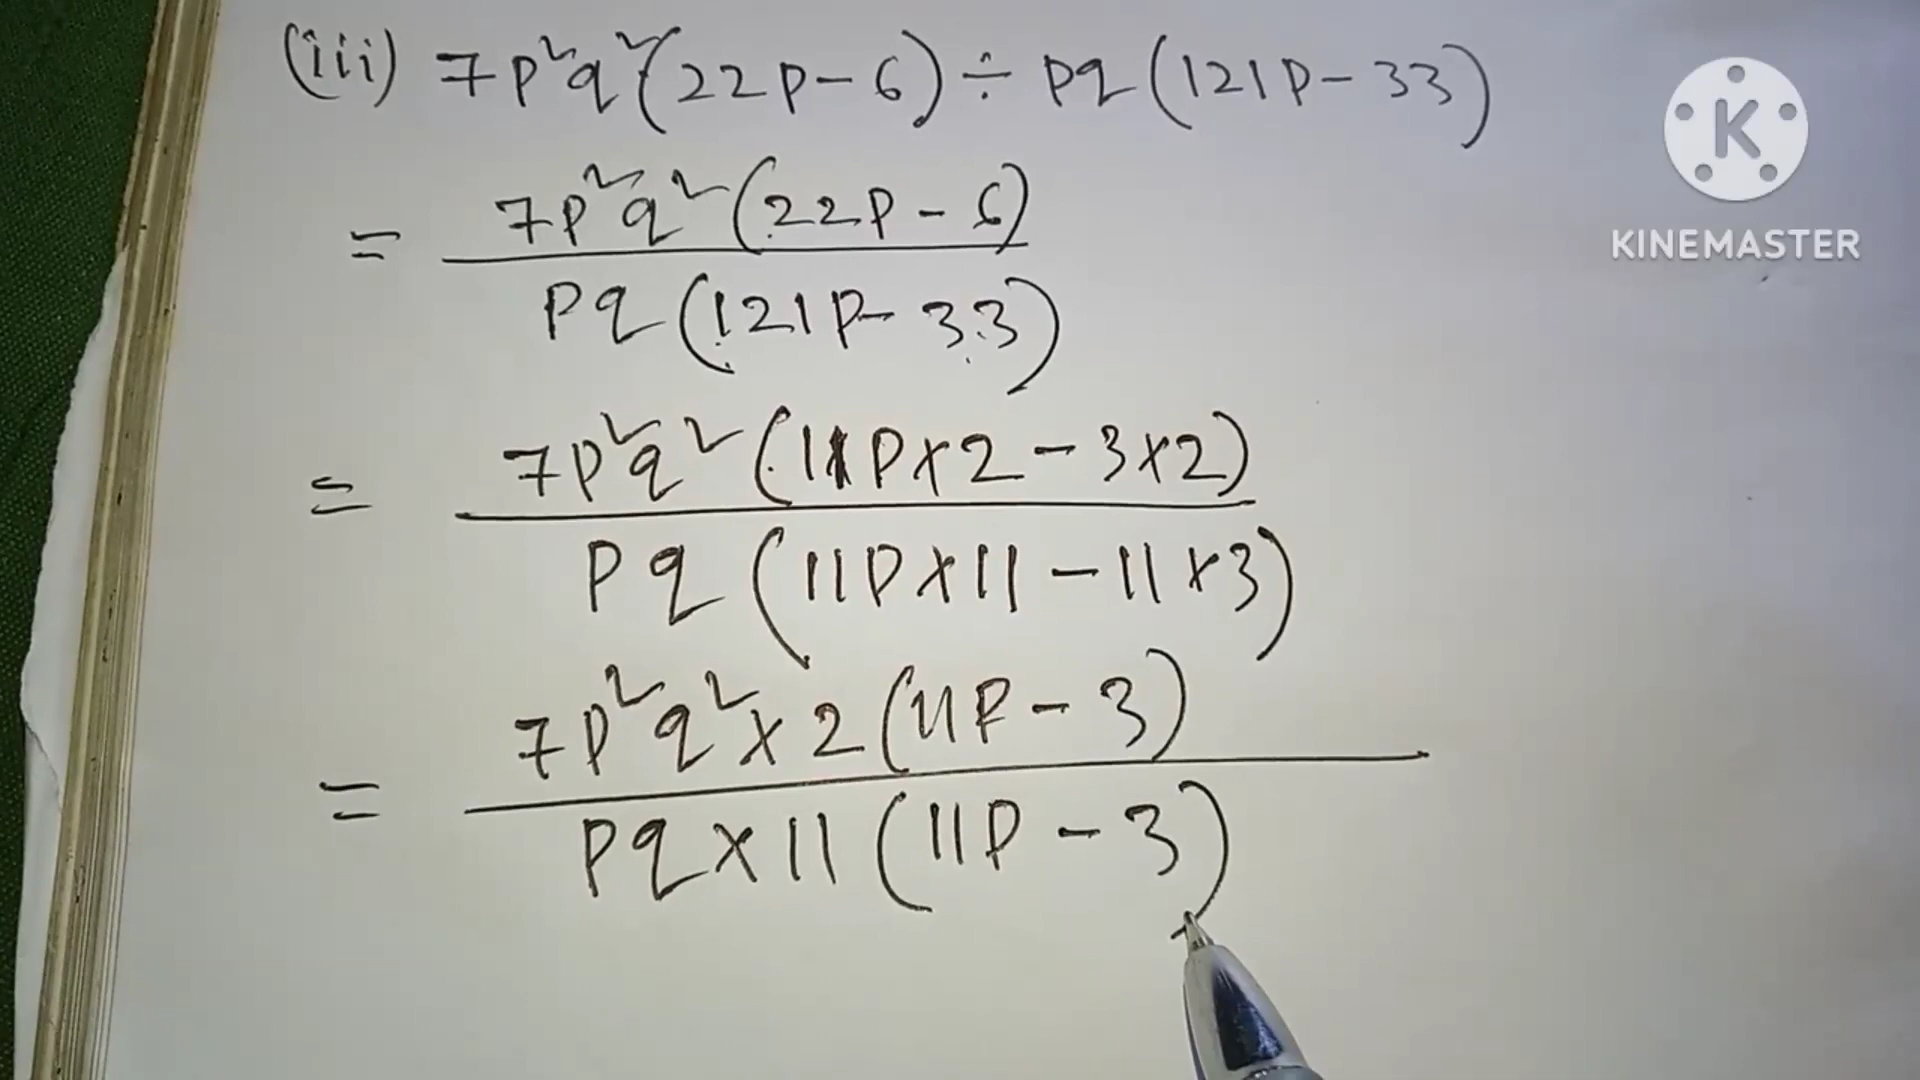 (iii) 7p²q²(22p-6) ÷ pq(121p-33)
K
KINEMASTER
= 7p²q²(22p-6)
pq(121p-33)
= 7p²q²(11p×2-3×2)
pq(11p×11-11×3)
= 7p²q²×2(11p-3)
pq×11(11p-3)